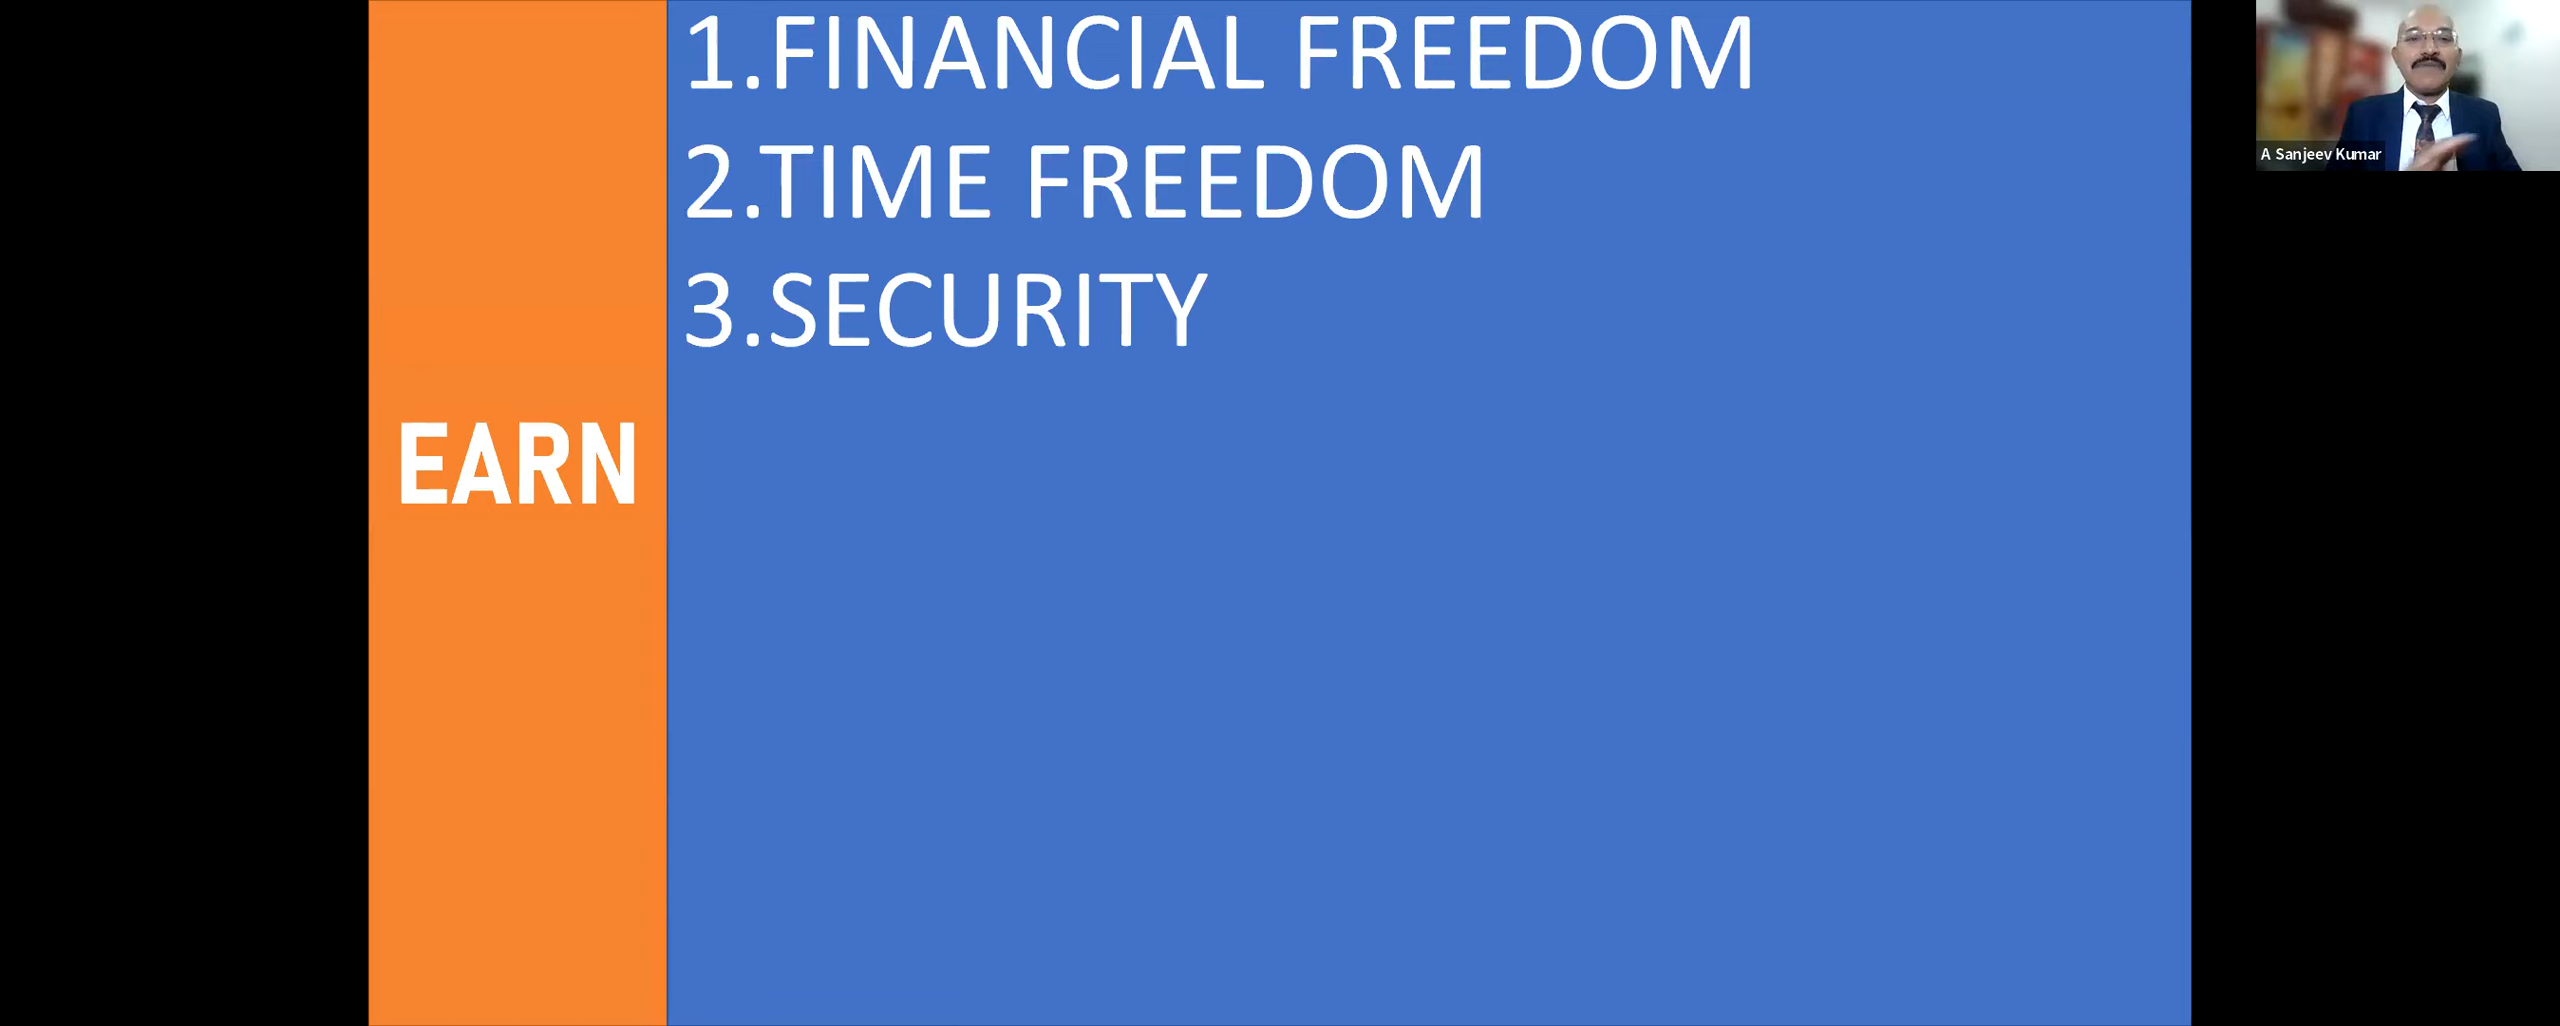 1.FINANCIAL FREEDOM
2.TIME FREEDOM
3.SECURITY
EARN
A Sanjeev Kumar